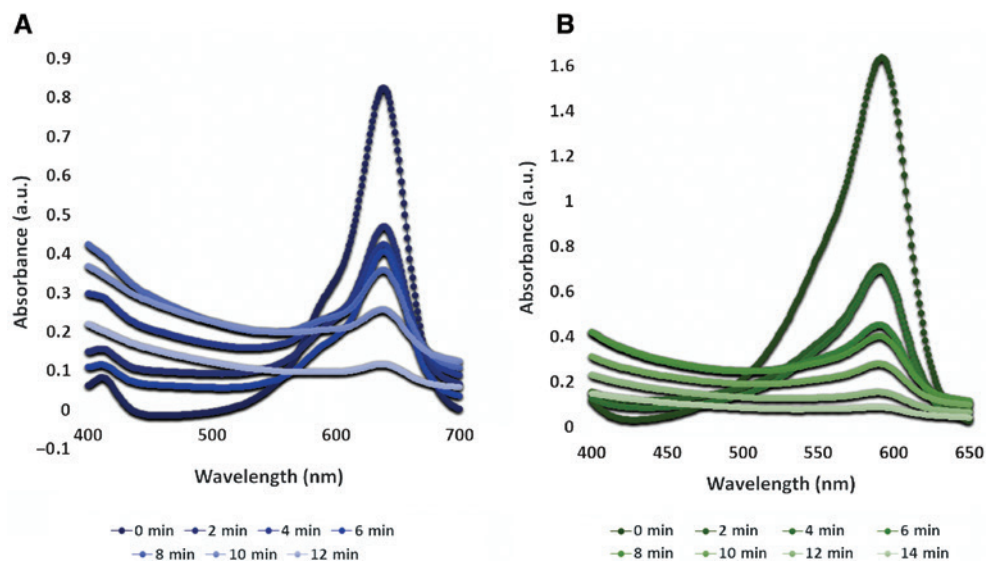 A
Absorbance (a.u.)
0.9
0.8
0.7
0.6
0.5
0.4
0.3
0.2
0.1
0
–0.1
400 500 600 700
Wavelength (nm)
0 min 2 min 4 min 6 min
8 min 10 min 12 min
B
Absorbance (a.u.)
1.6
1.4
1.2
1
0.8
0.6
0.4
0.2
0
400 450 500 550 600 650
Wavelength (nm)
0 min 2 min 4 min 6 min
8 min 10 min 12 min 14 min